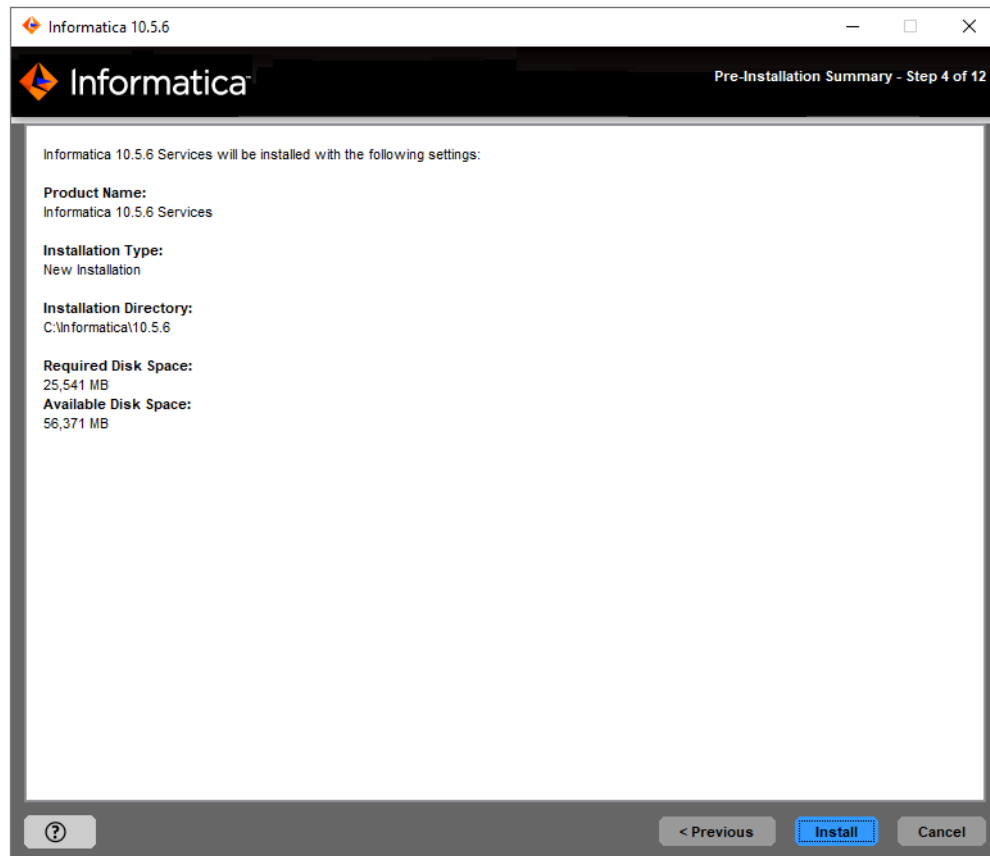 Informatica 10.5.6
Informatica
Pre-Installation Summary - Step 4 of 12
Informatica 10.5.6 Services will be installed with the following settings:
Product Name:
Informatica 10.5.6 Services
Installation Type:
New Installation
Installation Directory:
C:\Informatica\10.5.6
Required Disk Space:
25,541 MB
Available Disk Space:
56,371 MB
?
< Previous
Install
Cancel